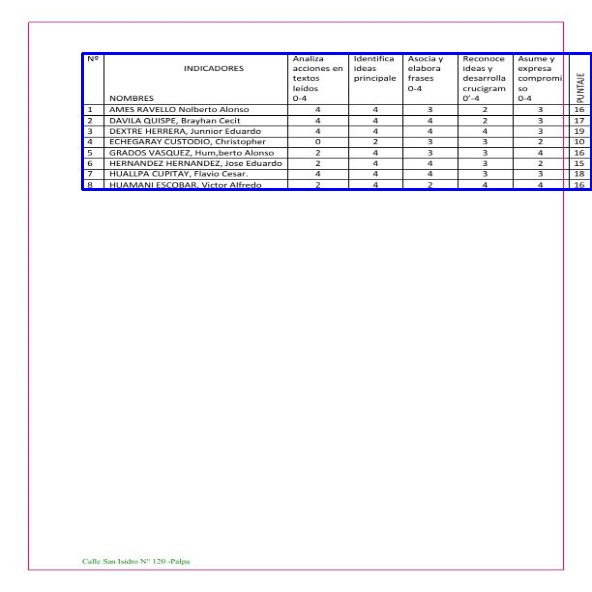 Nº INDICADORES NOMBRES Analiza acciones en textos leídos 0-4 Identifica ideas principale Asocia y elabora frases 0-4 Reconoce ideas y desarrolla crucigram 0'-4 Asume y expresa compromi so 0-4 PUNTAJE
1 AMES RAVELLO Nolberto Alonso 4 4 3 2 3 16
2 DAVILA QUISPE, Brayhan Cecit 4 4 4 2 3 17
3 DEXTRE HERRERA, Junnior Eduardo 4 4 4 4 3 19
4 ECHEGARAY CUSTODIO, Christopher 0 2 3 3 2 10
5 GRADOS VASQUEZ, Hum,berto Alonso 2 4 3 3 4 16
6 HERNANDEZ HERNANDEZ, Jose Eduardo 2 4 4 3 2 15
7 HUALLPA CUPITAY, Flavio Cesar. 4 4 4 3 3 18
8 HUAMANI ESCOBAR, Victor Alfredo 2 4 2 4 4 16
Calle San Isidro N° 120 -Palpa